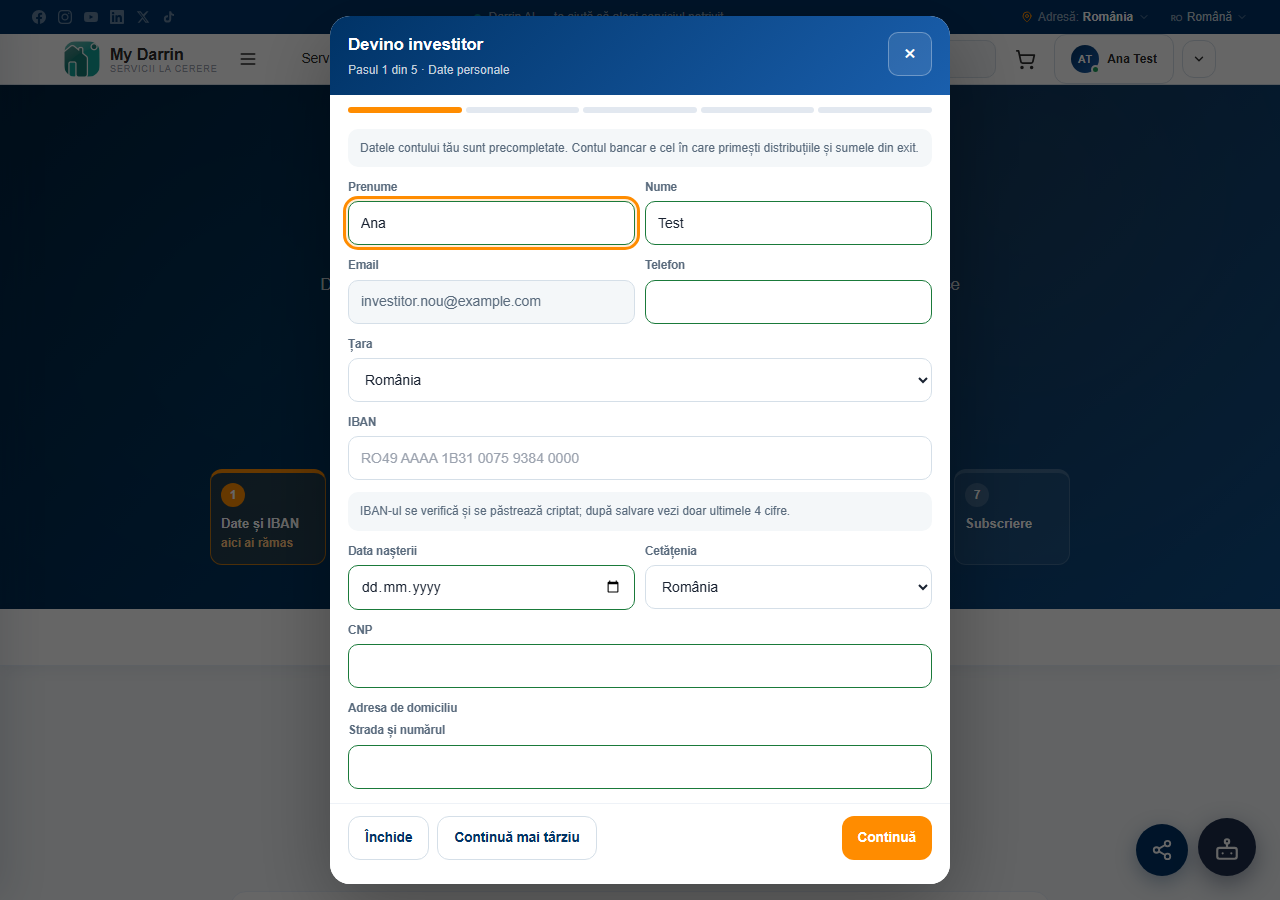 Adresă: România
RO Română
My Darrin
SERVICII LA CERERE
Serv
AT Ana Test
Devino investitor
Pasul 1 din 5 · Date personale
Datele contului tău sunt precompletate. Contul bancar e cel în care primești distribuțiile și sumele din exit.
Prenume
Nume
Ana
Test
Email
Telefon
investitor.nou@example.com
Țara
România
IBAN
RO49 AAAA 1B31 0075 9384 0000
IBAN-ul se verifică și se păstrează criptat; după salvare vezi doar ultimele 4 cifre.
1
Date și IBAN
aici ai rămas
7
Subscriere
Data nașterii
Cetățenia
dd.mm.yyyy
România
CNP
Adresa de domiciliu
Strada și numărul
Închide
Continuă mai târziu
Continuă